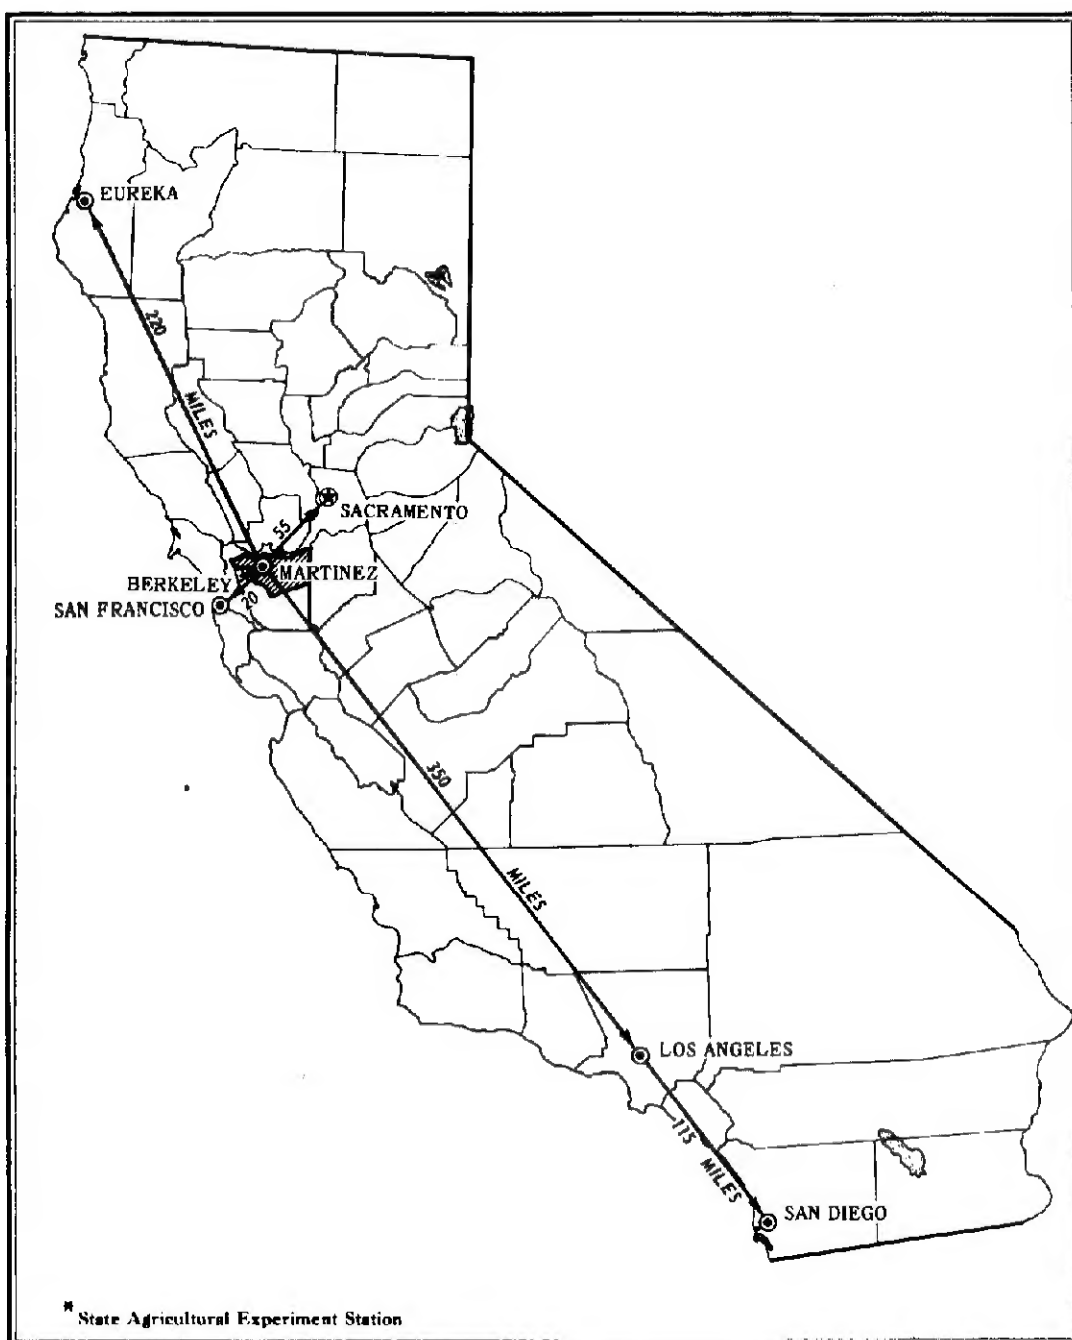 EUREKA
220
MILES
SACRAMENTO
55
MARTINEZ
BERKELEY
SAN FRANCISCO
20
350
MILES
LOS ANGELES
115
MILES
SAN DIEGO
* State Agricultural Experiment Station